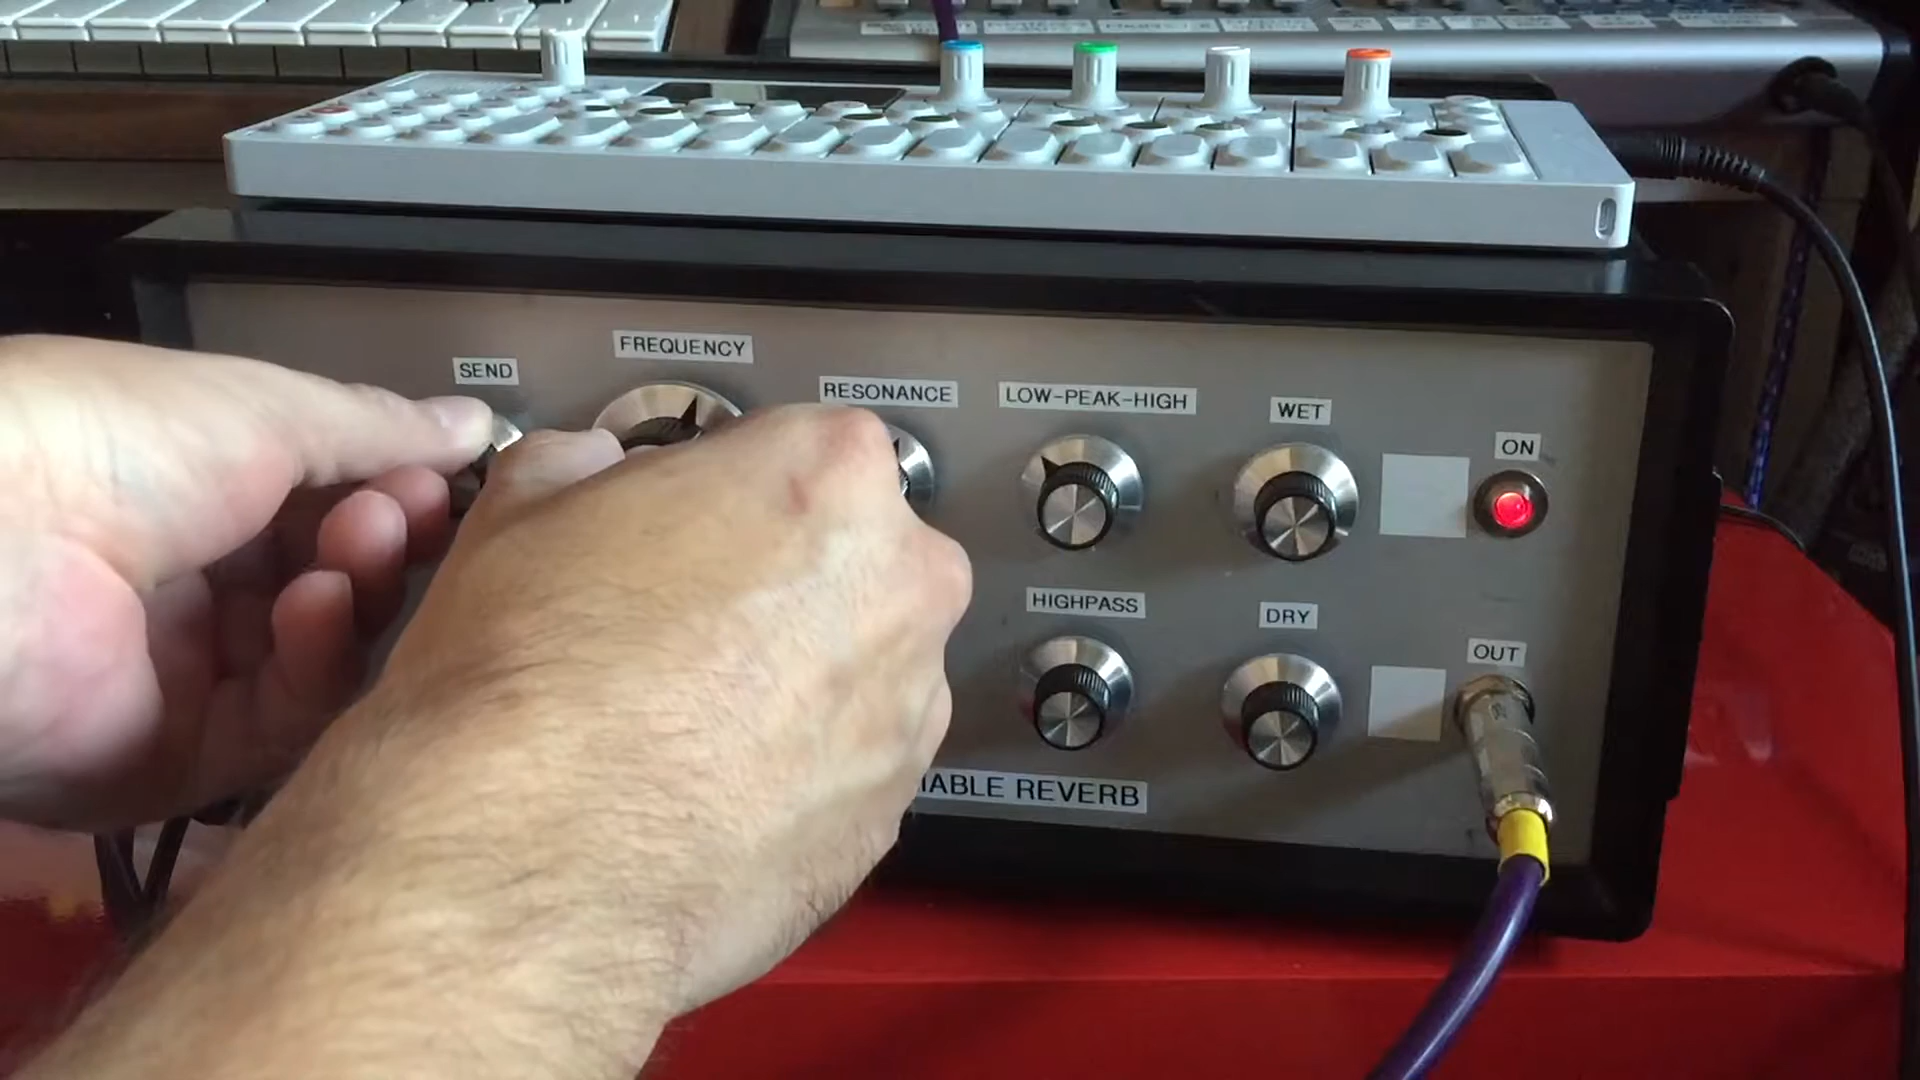 FREQUENCY
SEND
RESONANCE
LOW-PEAK-HIGH
WET
ON
HIGHPASS
DRY
OUT
IABLE REVERB